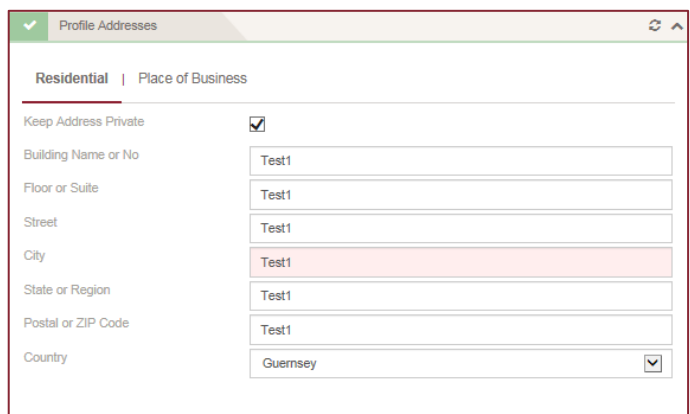 Profile Addresses
Residential | Place of Business
Keep Address Private
Building Name or No Test1
Floor or Suite Test1
Street Test1
City Test1
State or Region Test1
Postal or ZIP Code Test1
Country Guernsey